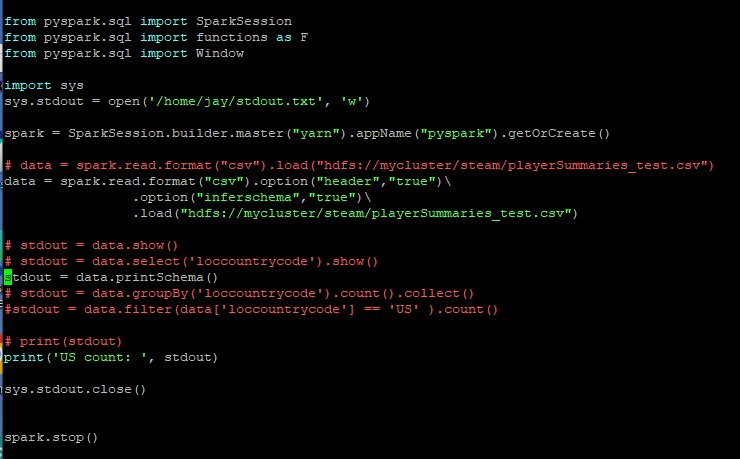 from pyspark.sql import SparkSession
from pyspark.sql import functions as F
from pyspark.sql import Window
import sys
sys.stdout = open('/home/jay/stdout.txt', 'w')
spark = SparkSession.builder.master("yarn").appName("pyspark").getOrCreate()
# data = spark.read.format("csv").load("hdfs://mycluster/steam/playerSummaries_test.csv")
data = spark.read.format("csv").option("header","true")\
.option("inferschema","true")\
.load("hdfs://mycluster/steam/playerSummaries_test.csv")
# stdout = data.show()
# stdout = data.select('loccountrycode').show()
stdout = data.printSchema()
# stdout = data.groupBy('loccountrycode').count().collect()
#stdout = data.filter(data['loccountrycode'] == 'US' ).count()
# print(stdout)
print('US count: ', stdout)
sys.stdout.close()
spark.stop()